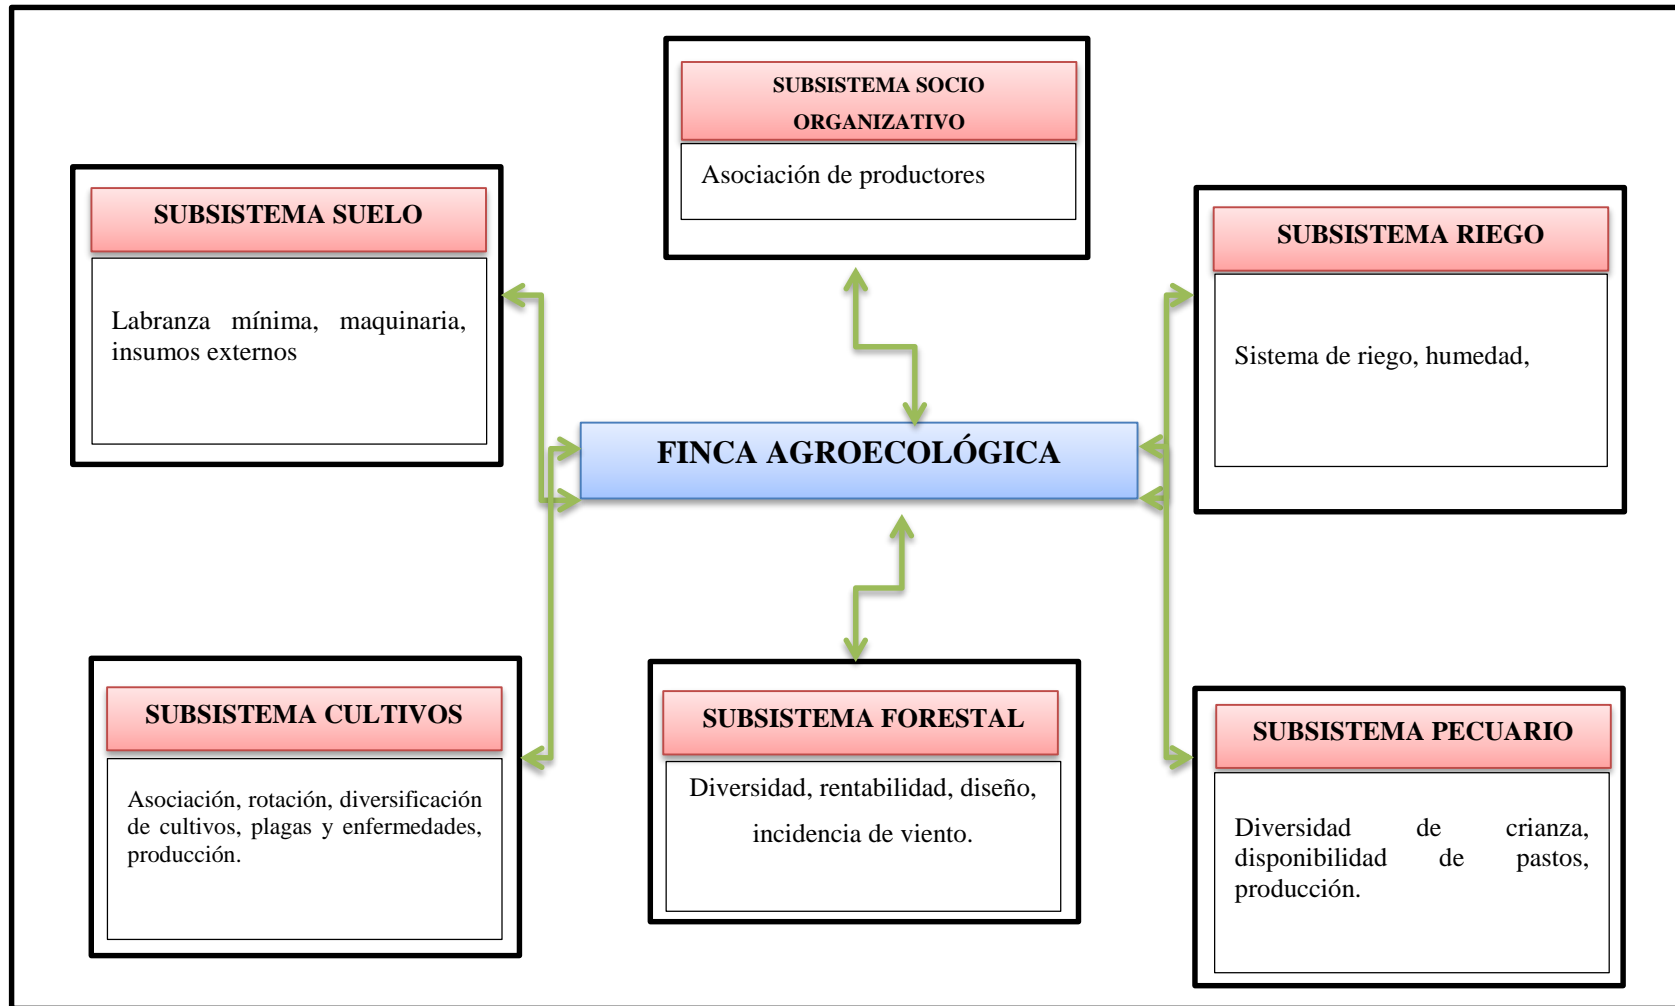 SUBSISTEMA SOCIO
ORGANIZATIVO
Asociación de productores
SUBSISTEMA SUELO
Labranza mínima, maquinaria,
insumos externos
SUBSISTEMA RIEGO
Sistema de riego, humedad,
FINCA AGROECOLÓGICA
SUBSISTEMA CULTIVOS
Asociación, rotación, diversificación
de cultivos, plagas y enfermedades,
producción.
SUBSISTEMA FORESTAL
Diversidad, rentabilidad, diseño,
incidencia de viento.
SUBSISTEMA PECUARIO
Diversidad de crianza,
disponibilidad de pastos,
producción.